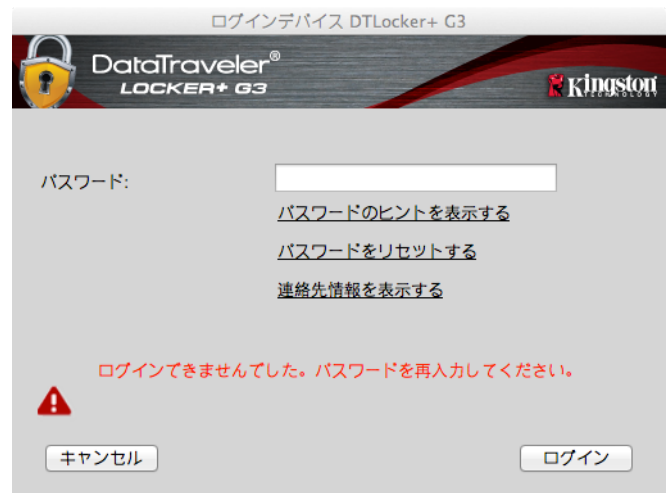 ログインデバイス DTLocker+ G3
DataTraveler®
LOCKER+ G3
Kingston
TECHNOLOGY
パスワード:
パスワードのヒントを表示する
パスワードをリセットする
連絡先情報を表示する
ログインできませんでした。パスワードを再入力してください。
キャンセル
ログイン